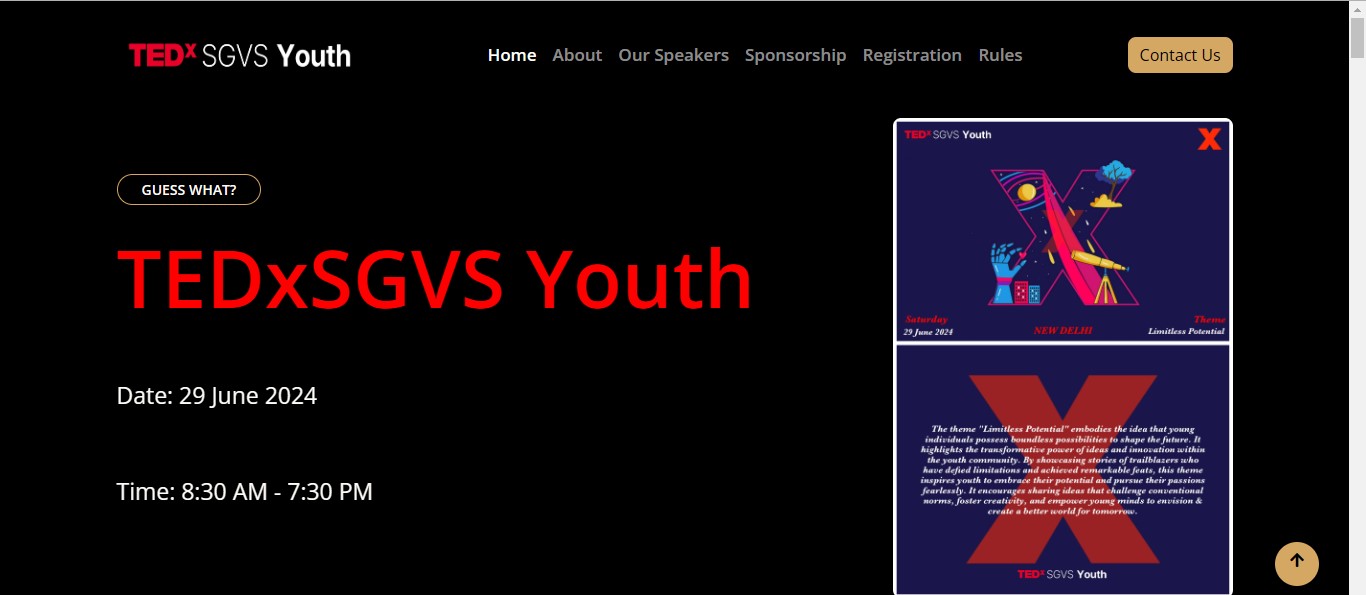 TEDx SGVS Youth
Home About Our Speakers Sponsorship Registration Rules
Contact Us
GUESS WHAT?
TEDxSGVS Youth
Date: 29 June 2024
Time: 8:30 AM - 7:30 PM
TEDx SGVS Youth
X
Saturday
29 June 2024
NEW DELHI
Theme
Limitless Potential
The theme "Limitless Potential" embodies the idea that young
individuals possess boundless possibilities to shape the future. It
highlights the transformative power of ideas and innovation within
the youth community. By showcasing stories of trailblazers who
have defied limitations and achieved remarkable feats, this theme
inspires youth to embrace their potential and pursue their passions
fearlessly. It encourages sharing ideas that challenge conventional
norms, foster creativity, and empower young minds to envision &
create a better world for tomorrow.
TEDx SGVS Youth